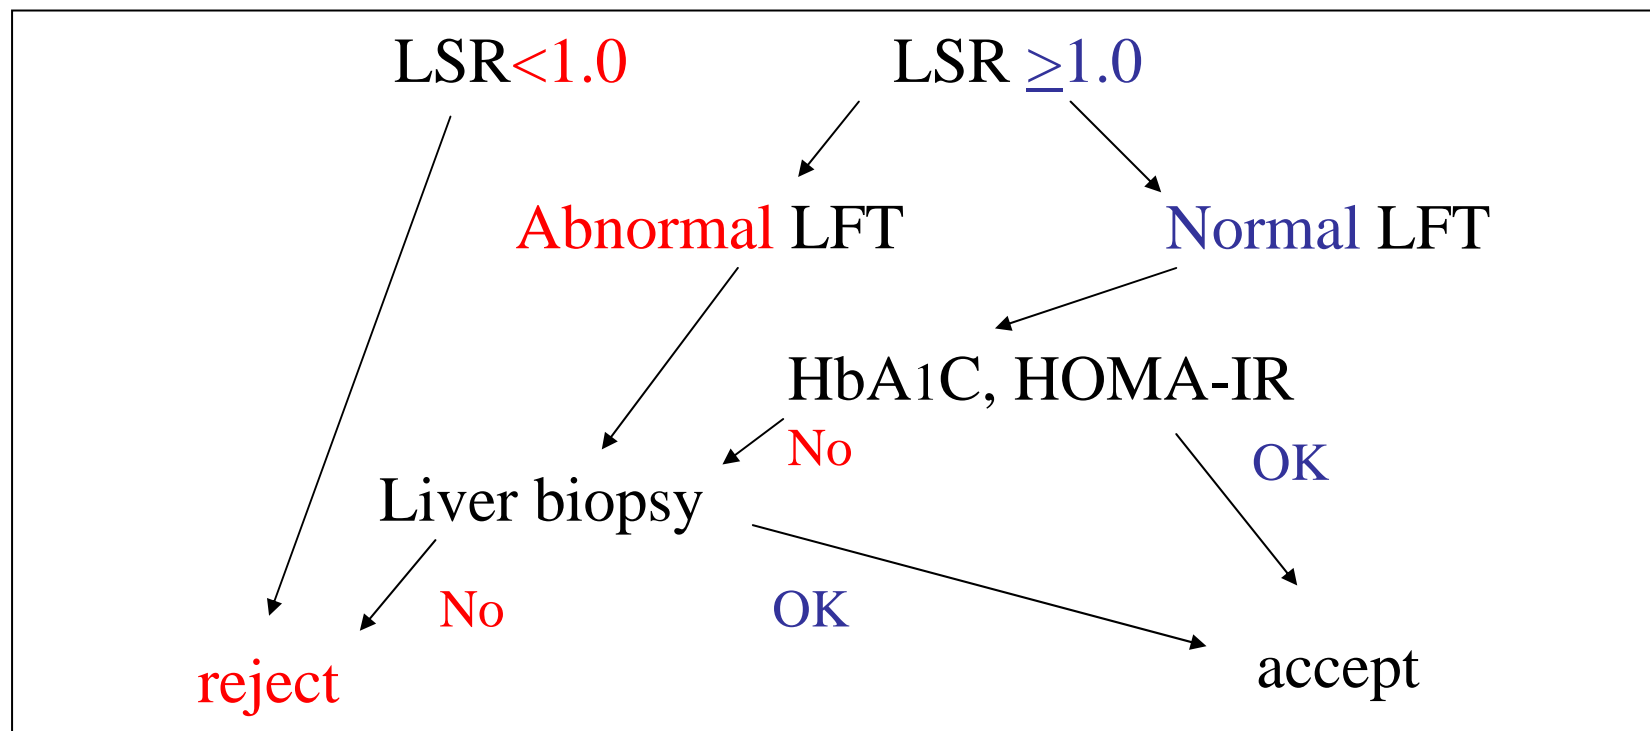 LSR<1.0
LSR ≥1.0
Abnormal LFT
Normal LFT
HbA1C, HOMA-IR
No
OK
Liver biopsy
No
OK
reject
accept